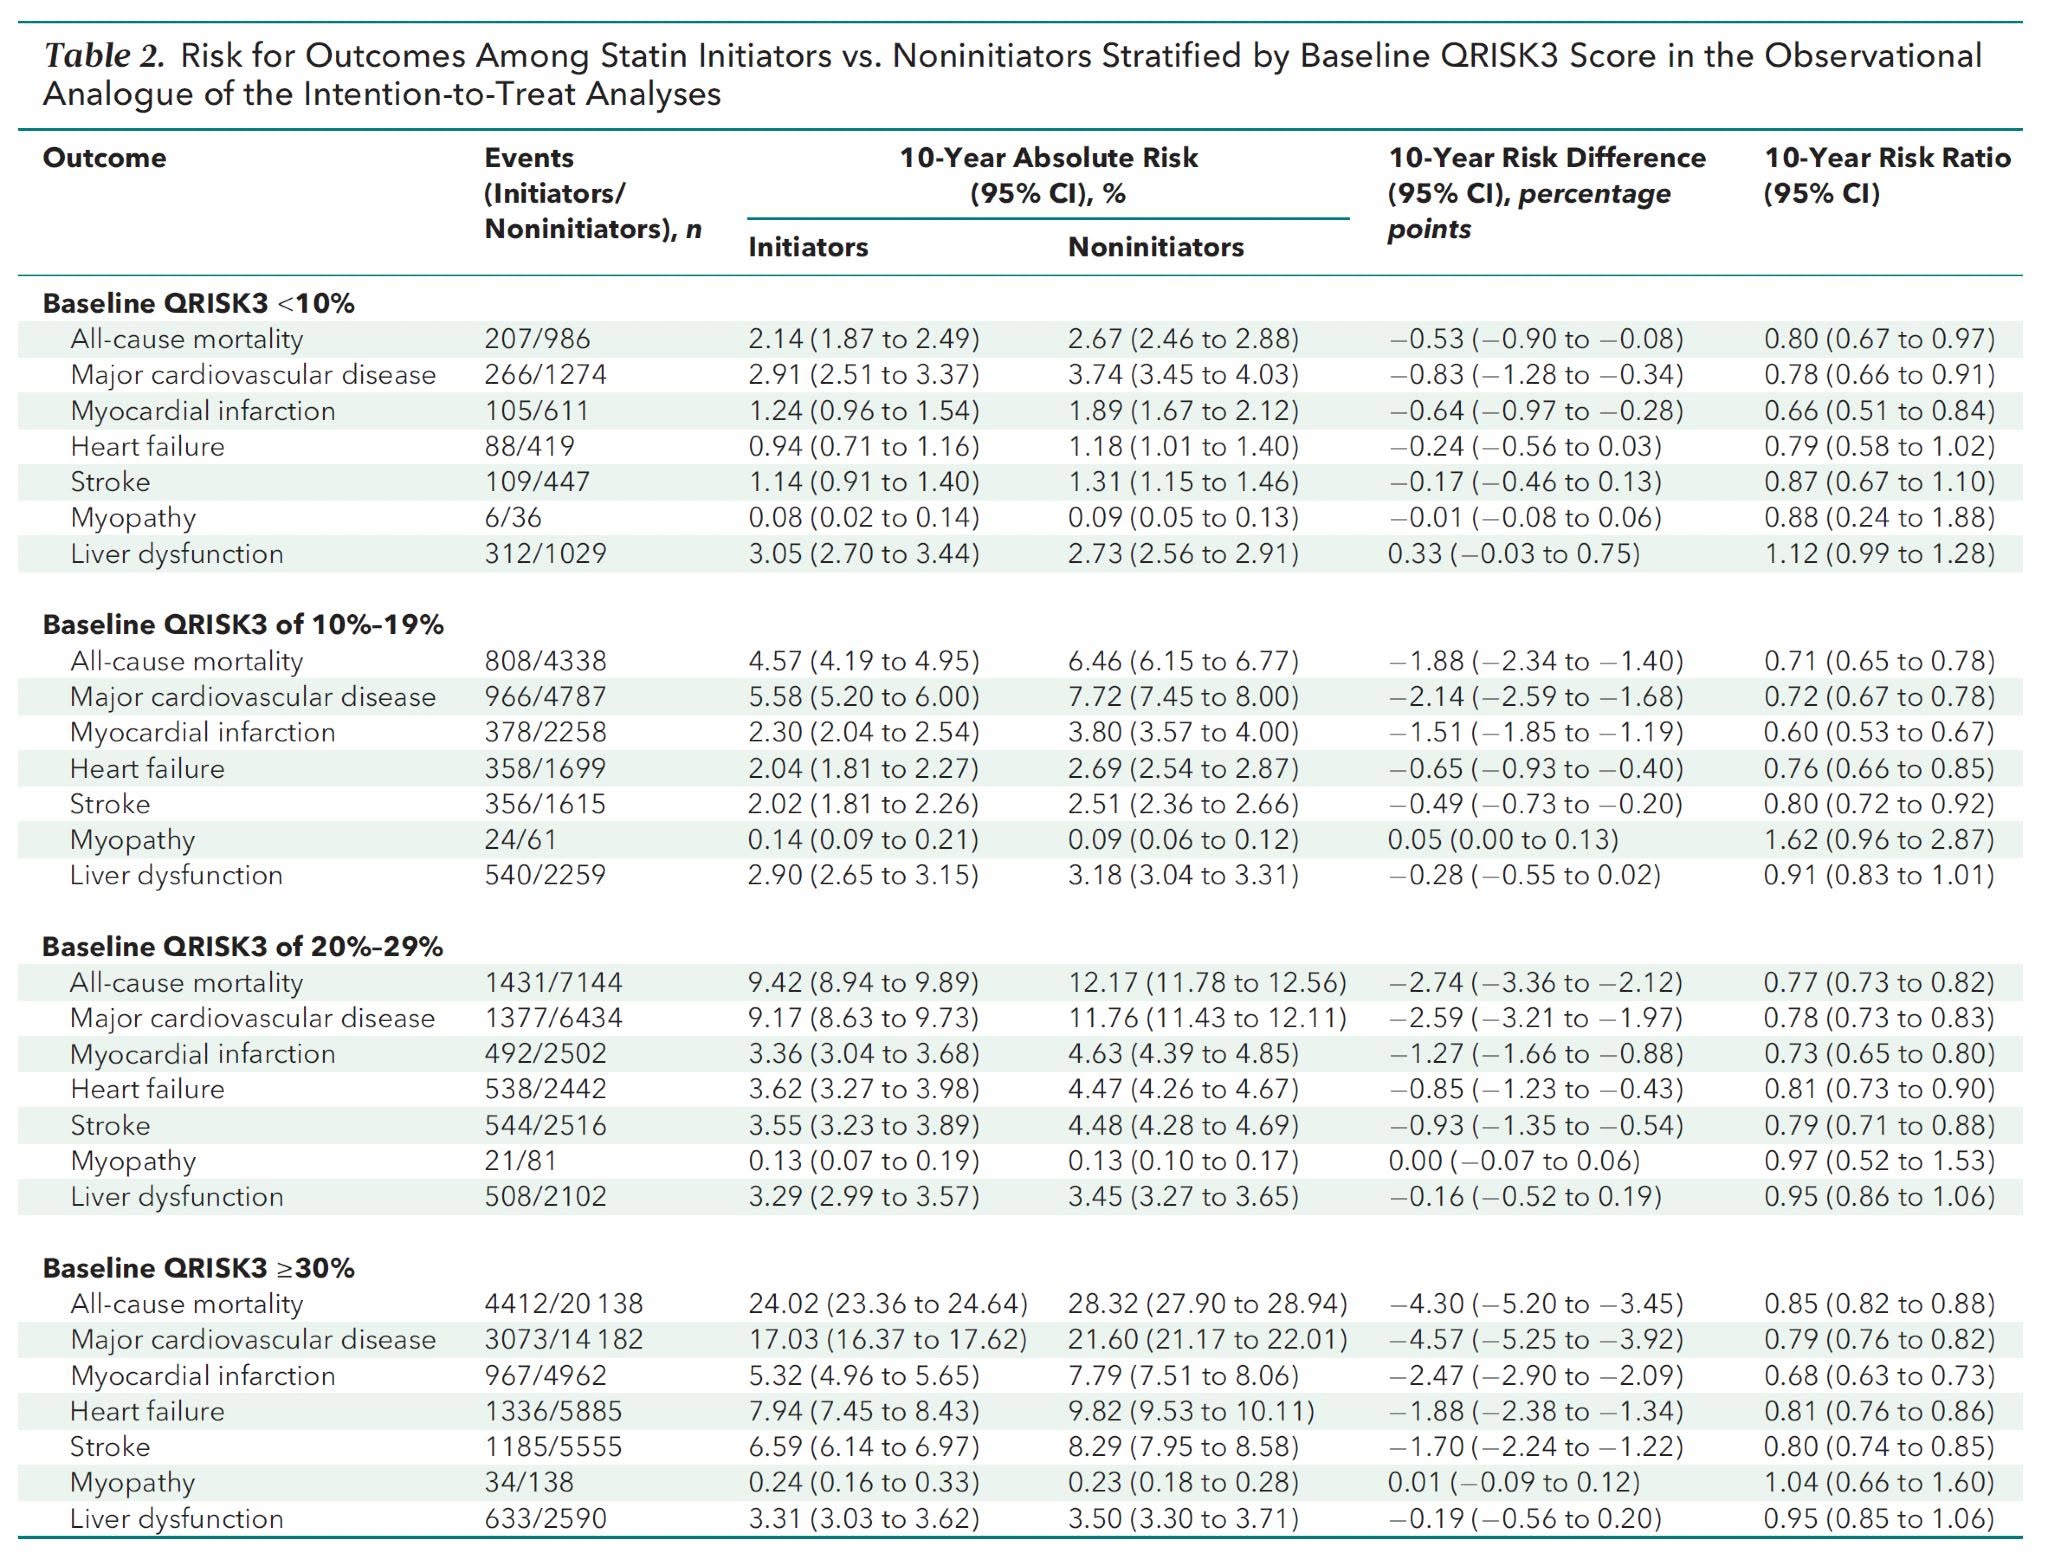 Table 2. Risk for Outcomes Among Statin Initiators vs. Noninitiators Stratified by Baseline QRISK3 Score in the Observational
Analogue of the Intention-to-Treat Analyses
Outcome Events (Initiators/ Noninitiators), n 10-Year Absolute Risk (95% CI), % 10-Year Risk Difference (95% CI), percentage points 10-Year Risk Ratio (95% CI)
Initiators Noninitiators
Baseline QRISK3 <10%
All-cause mortality 207/986 2.14 (1.87 to 2.49) 2.67 (2.46 to 2.88) −0.53 (−0.90 to −0.08) 0.80 (0.67 to 0.97)
Major cardiovascular disease 266/1274 2.91 (2.51 to 3.37) 3.74 (3.45 to 4.03) −0.83 (−1.28 to −0.34) 0.78 (0.66 to 0.91)
Myocardial infarction 105/611 1.24 (0.96 to 1.54) 1.89 (1.67 to 2.12) −0.64 (−0.97 to −0.28) 0.66 (0.51 to 0.84)
Heart failure 88/419 0.94 (0.71 to 1.16) 1.18 (1.01 to 1.40) −0.24 (−0.56 to 0.03) 0.79 (0.58 to 1.02)
Stroke 109/447 1.14 (0.91 to 1.40) 1.31 (1.15 to 1.46) −0.17 (−0.46 to 0.13) 0.87 (0.67 to 1.10)
Myopathy 6/36 0.08 (0.02 to 0.14) 0.09 (0.05 to 0.13) −0.01 (−0.08 to 0.06) 0.88 (0.24 to 1.88)
Liver dysfunction 312/1029 3.05 (2.70 to 3.44) 2.73 (2.56 to 2.91) 0.33 (−0.03 to 0.75) 1.12 (0.99 to 1.28)
Baseline QRISK3 of 10%–19%
All-cause mortality 808/4338 4.57 (4.19 to 4.95) 6.46 (6.15 to 6.77) −1.88 (−2.34 to −1.40) 0.71 (0.65 to 0.78)
Major cardiovascular disease 966/4787 5.58 (5.20 to 6.00) 7.72 (7.45 to 8.00) −2.14 (−2.59 to −1.68) 0.72 (0.67 to 0.78)
Myocardial infarction 378/2258 2.30 (2.04 to 2.54) 3.80 (3.57 to 4.00) −1.51 (−1.85 to −1.19) 0.60 (0.53 to 0.67)
Heart failure 358/1699 2.04 (1.81 to 2.27) 2.69 (2.54 to 2.87) −0.65 (−0.93 to −0.40) 0.76 (0.66 to 0.85)
Stroke 356/1615 2.02 (1.81 to 2.26) 2.51 (2.36 to 2.66) −0.49 (−0.73 to −0.20) 0.80 (0.72 to 0.92)
Myopathy 24/61 0.14 (0.09 to 0.21) 0.09 (0.06 to 0.12) 0.05 (0.00 to 0.13) 1.62 (0.96 to 2.87)
Liver dysfunction 540/2259 2.90 (2.65 to 3.15) 3.18 (3.04 to 3.31) −0.28 (−0.55 to 0.02) 0.91 (0.83 to 1.01)
Baseline QRISK3 of 20%–29%
All-cause mortality 1431/7144 9.42 (8.94 to 9.89) 12.17 (11.78 to 12.56) −2.74 (−3.36 to −2.12) 0.77 (0.73 to 0.82)
Major cardiovascular disease 1377/6434 9.17 (8.63 to 9.73) 11.76 (11.43 to 12.11) −2.59 (−3.21 to −1.97) 0.78 (0.73 to 0.83)
Myocardial infarction 492/2502 3.36 (3.04 to 3.68) 4.63 (4.39 to 4.85) −1.27 (−1.66 to −0.88) 0.73 (0.65 to 0.80)
Heart failure 538/2442 3.62 (3.27 to 3.98) 4.47 (4.26 to 4.67) −0.85 (−1.23 to −0.43) 0.81 (0.73 to 0.90)
Stroke 544/2516 3.55 (3.23 to 3.89) 4.48 (4.28 to 4.69) −0.93 (−1.35 to −0.54) 0.79 (0.71 to 0.88)
Myopathy 21/81 0.13 (0.07 to 0.19) 0.13 (0.10 to 0.17) 0.00 (−0.07 to 0.06) 0.97 (0.52 to 1.53)
Liver dysfunction 508/2102 3.29 (2.99 to 3.57) 3.45 (3.27 to 3.65) −0.16 (−0.52 to 0.19) 0.95 (0.86 to 1.06)
Baseline QRISK3 ≥30%
All-cause mortality 4412/20 138 24.02 (23.36 to 24.64) 28.32 (27.90 to 28.94) −4.30 (−5.20 to −3.45) 0.85 (0.82 to 0.88)
Major cardiovascular disease 3073/14 182 17.03 (16.37 to 17.62) 21.60 (21.17 to 22.01) −4.57 (−5.25 to −3.92) 0.79 (0.76 to 0.82)
Myocardial infarction 967/4962 5.32 (4.96 to 5.65) 7.79 (7.51 to 8.06) −2.47 (−2.90 to −2.09) 0.68 (0.63 to 0.73)
Heart failure 1336/5885 7.94 (7.45 to 8.43) 9.82 (9.53 to 10.11) −1.88 (−2.38 to −1.34) 0.81 (0.76 to 0.86)
Stroke 1185/5555 6.59 (6.14 to 6.97) 8.29 (7.95 to 8.58) −1.70 (−2.24 to −1.22) 0.80 (0.74 to 0.85)
Myopathy 34/138 0.24 (0.16 to 0.33) 0.23 (0.18 to 0.28) 0.01 (−0.09 to 0.12) 1.04 (0.66 to 1.60)
Liver dysfunction 633/2590 3.31 (3.03 to 3.62) 3.50 (3.30 to 3.71) −0.19 (−0.56 to 0.20) 0.95 (0.85 to 1.06)